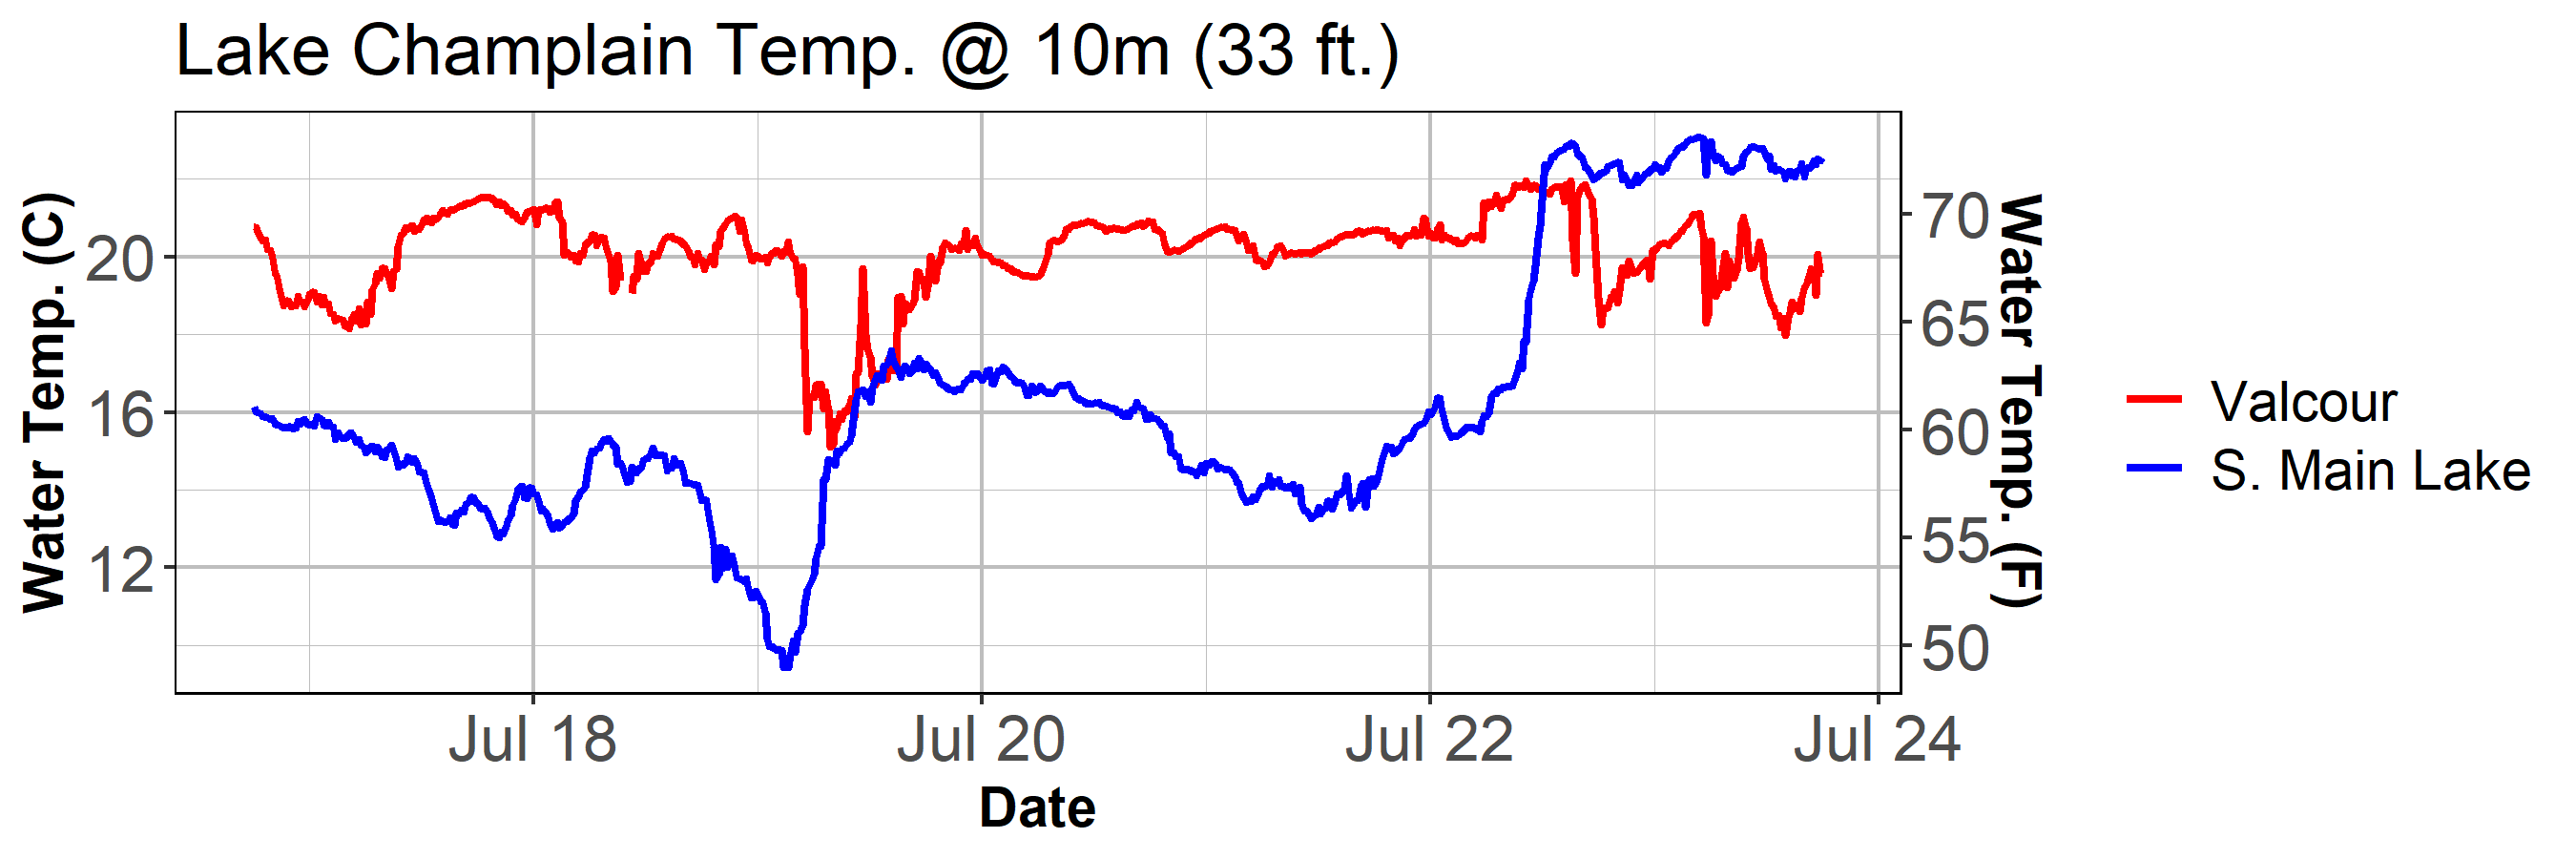 Lake Champlain Temp. @ 10m (33 ft.)
Water Temp. (C)
20
16
12
70
65
60
55
50
Water Temp. (F)
Jul 18
Jul 20
Jul 22
Jul 24
Date
Valcour
S. Main Lake